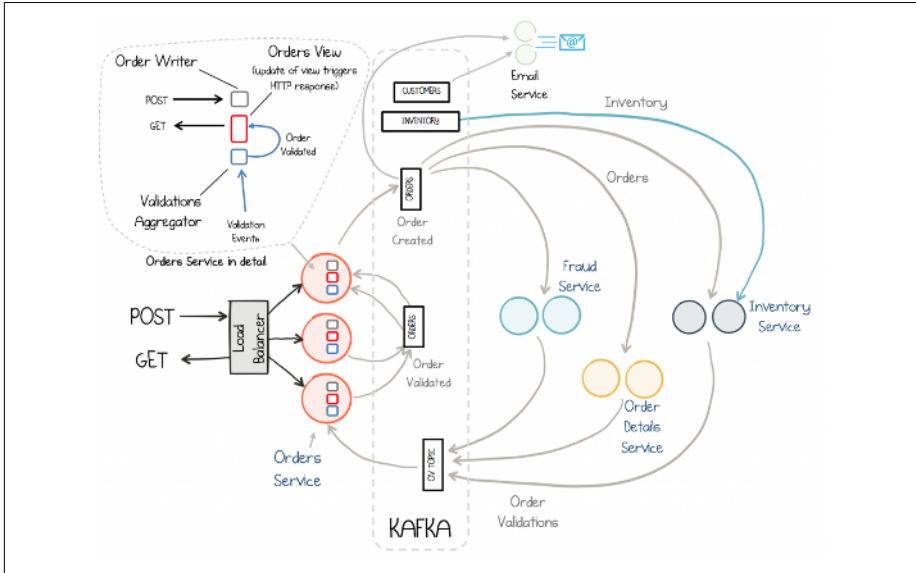 Orders View
(update of view triggers
HTTP response)
Order Writer
POST
GET
Order
Validated
Validations
Aggregator
Validation
Events
Orders Service in detail
CUSTOMERS
INVENTORY
@
Email
Service
Inventory
ORDERS
Order
Created
Orders
Fraud
Service
Inventory
Service
POST
GET
Load
Balancer
ORDERS
Order
Validated
Order
Details
Service
Orders
Service
OV TOPIC
Order
Validations
KAFKA